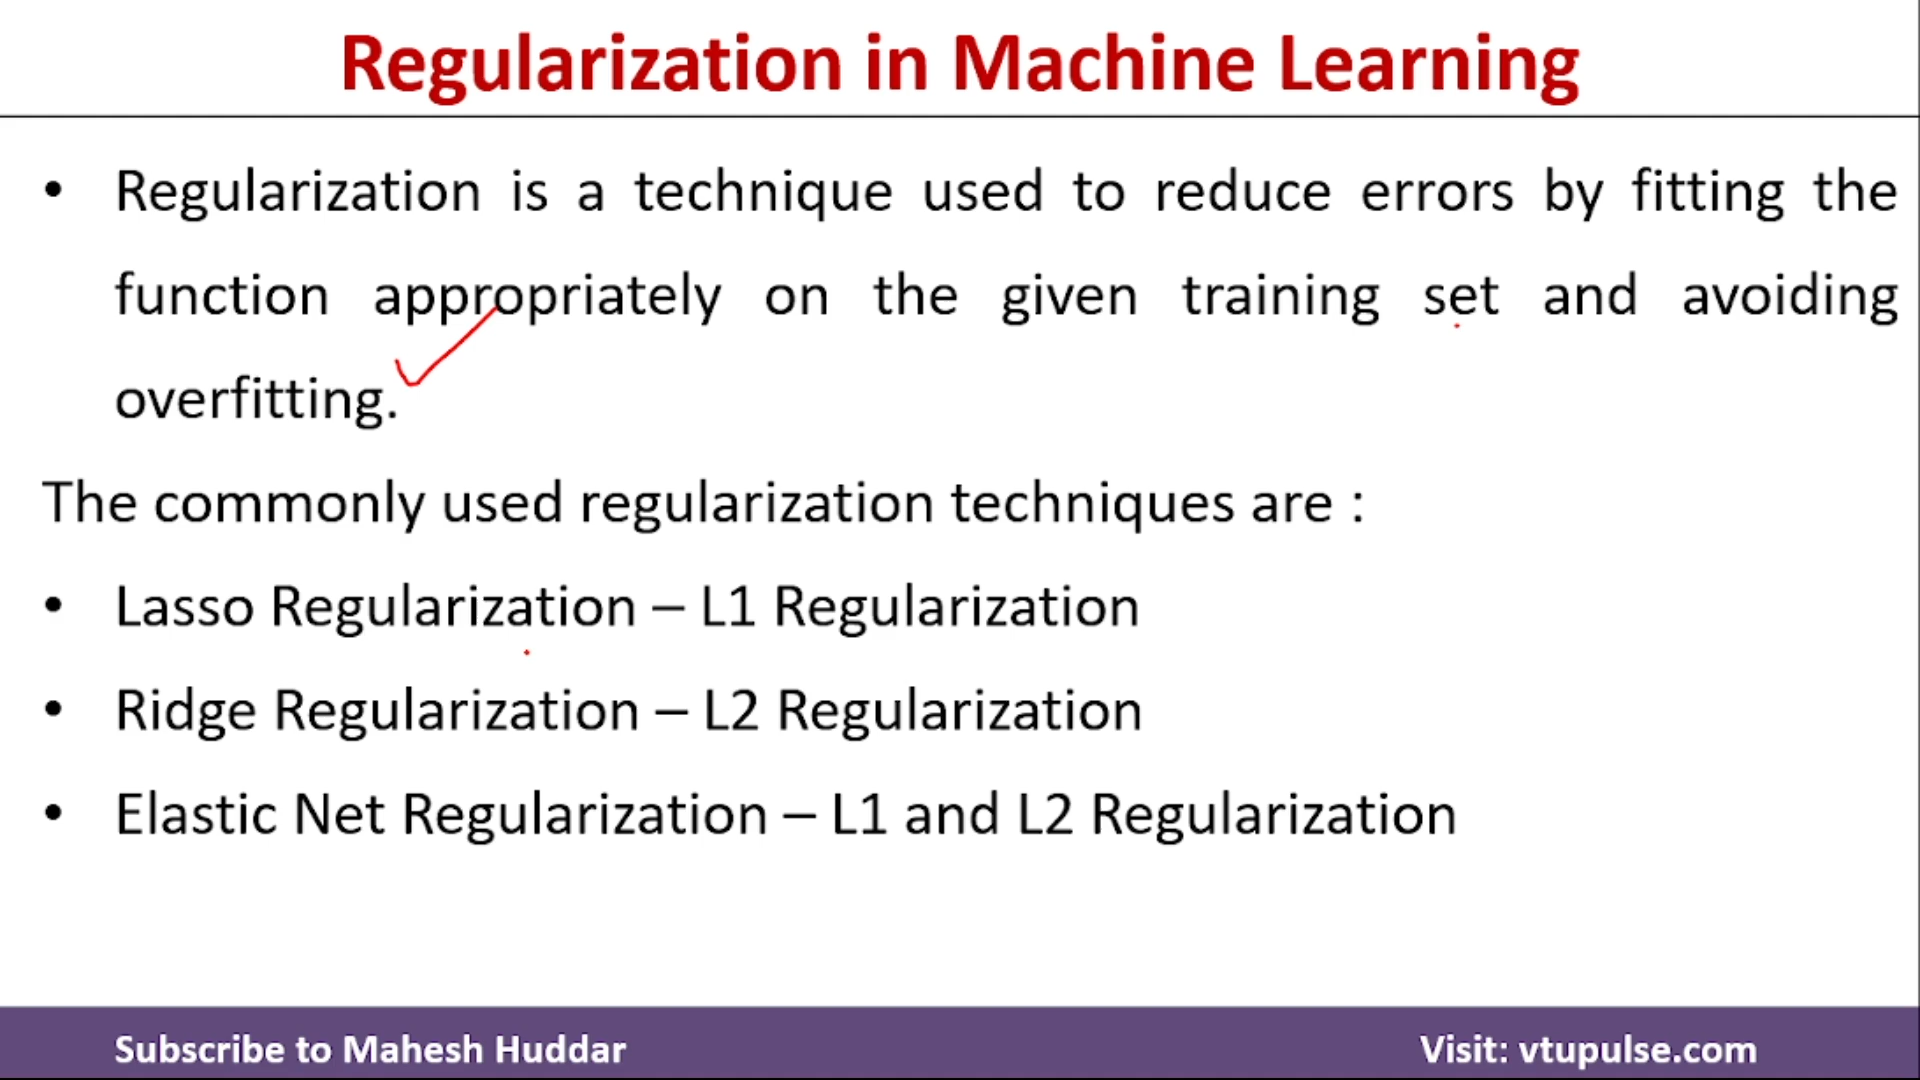 Regularization in Machine Learning
• Regularization is a technique used to reduce errors by fitting the
function appropriately on the given training set and avoiding
overfitting.
The commonly used regularization techniques are :
• Lasso Regularization – L1 Regularization
• Ridge Regularization – L2 Regularization
• Elastic Net Regularization – L1 and L2 Regularization
Subscribe to Mahesh Huddar
Visit: vtupulse.com